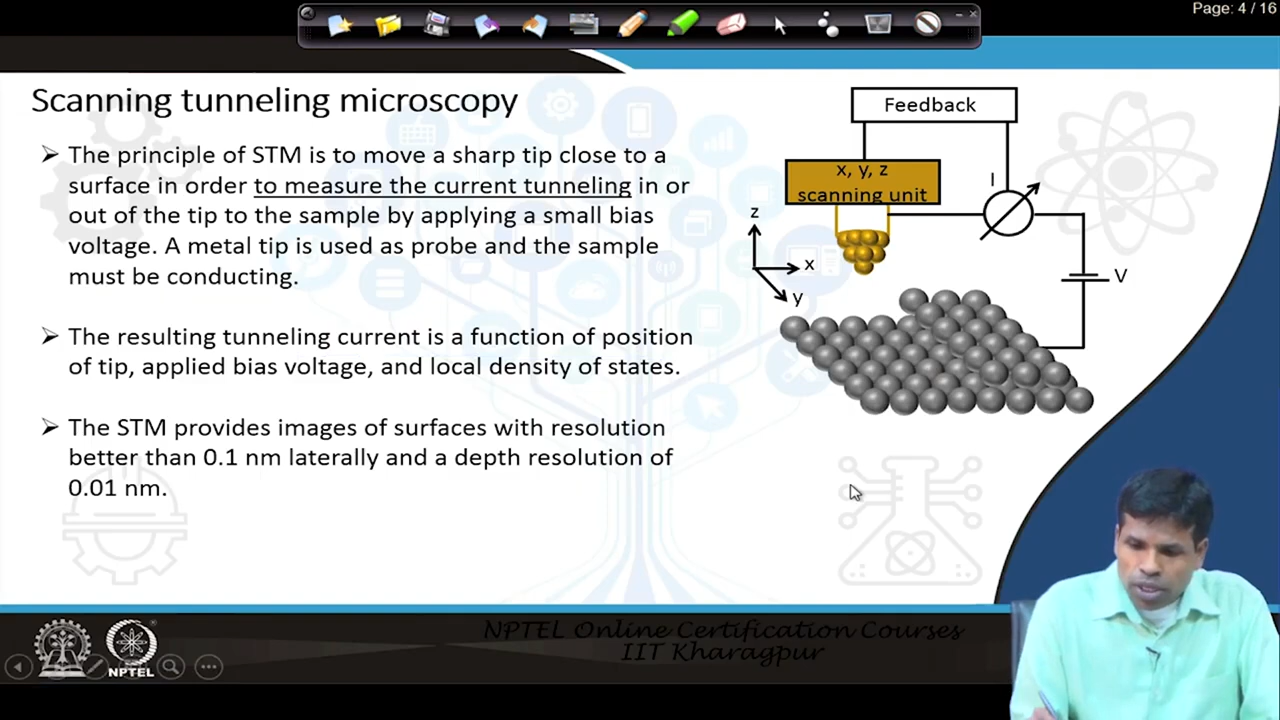 Page: 4 / 16
Scanning tunneling microscopy
➢ The principle of STM is to move a sharp tip close to a
surface in order to measure the current tunneling in or
out of the tip to the sample by applying a small bias
voltage. A metal tip is used as probe and the sample
must be conducting.
➢ The resulting tunneling current is a function of position
of tip, applied bias voltage, and local density of states.
➢ The STM provides images of surfaces with resolution
better than 0.1 nm laterally and a depth resolution of
0.01 nm.
Feedback
x, y, z
scanning unit
I
z
x
y
V
NPTEL Online Certification Courses
IIT Kharagpur
NPTEL